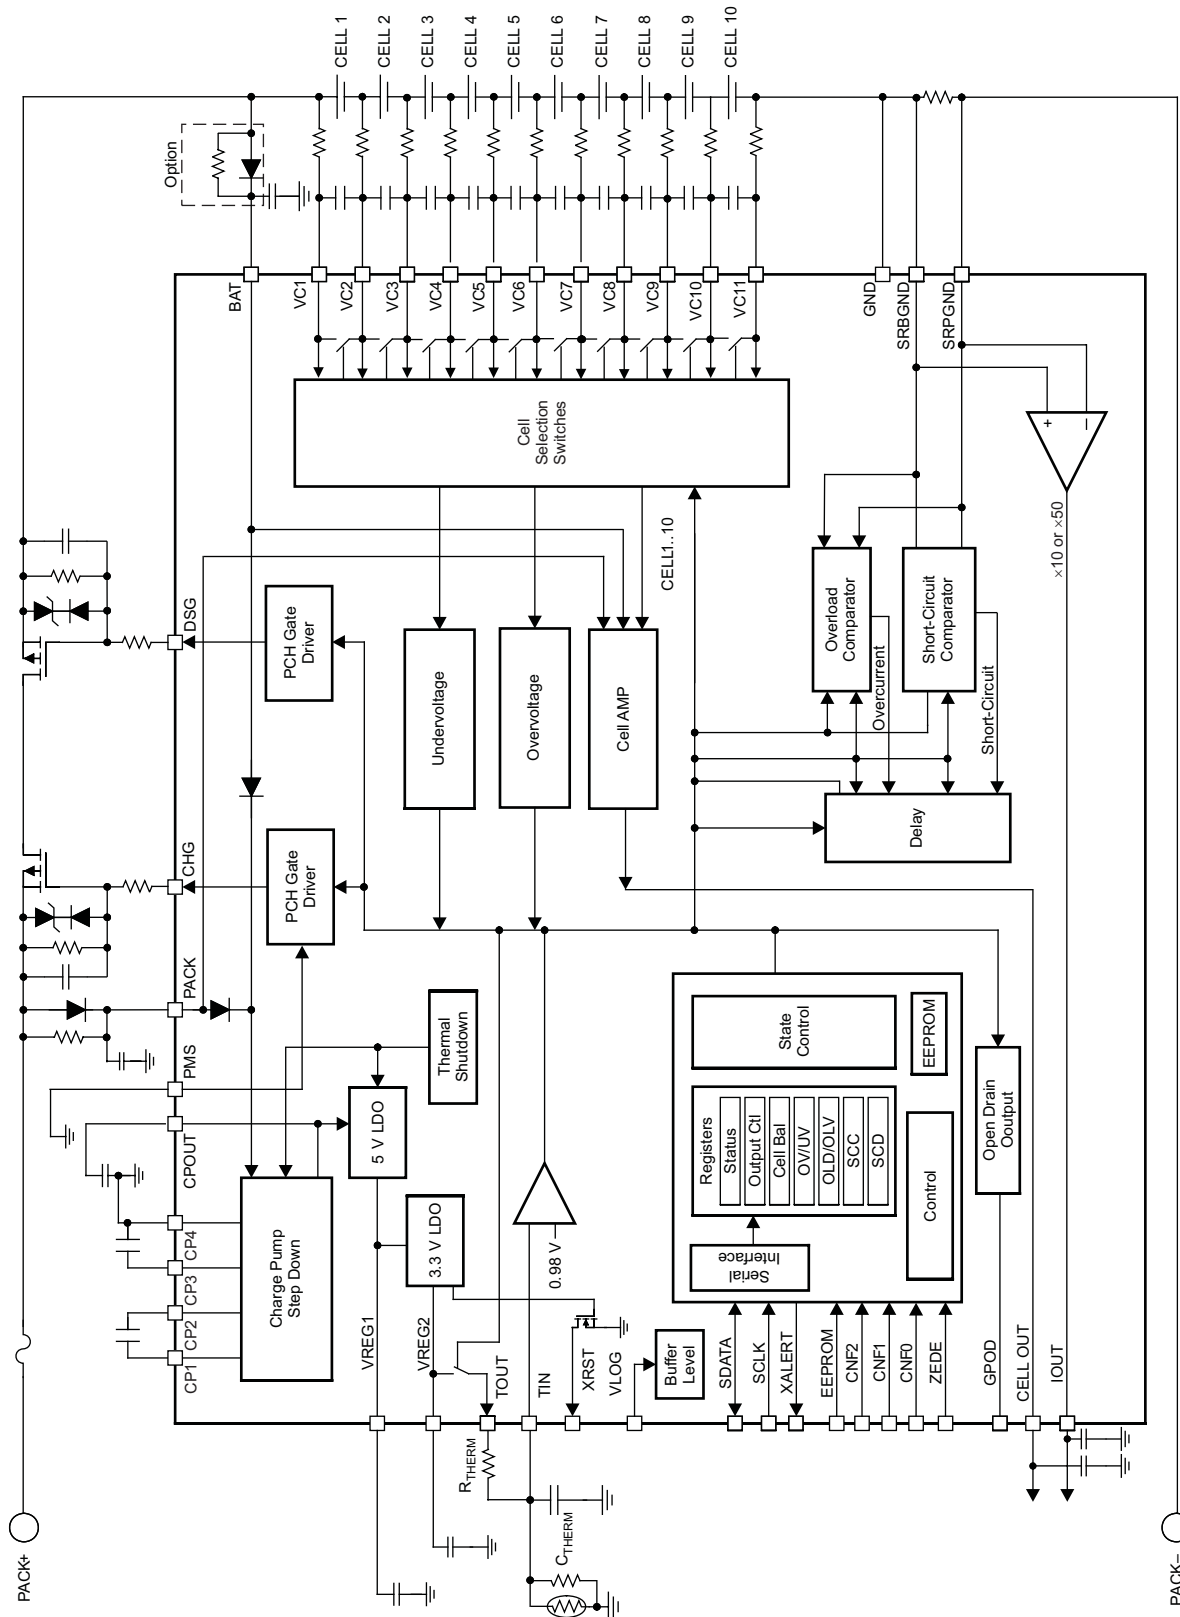 CELL 1
CELL 2
CELL 3
CELL 4
CELL 5
CELL 6
CELL 7
CELL 8
CELL 9
CELL 10
Option
BAT
VC1
VC2
VC3
VC4
VC5
VC6
VC7
VC8
VC9
VC10
VC11
GND
SRBGND
SRPGND
Cell
Selection
Switches
+
–
×10 or ×50
CELL1..10
DSG
PCH Gate
Driver
Undervoltage
Overvoltage
Cell AMP
Overload
Comparator
Overcurrent
Short-Circuit
Comparator
Short-Circuit
Delay
CHG
PCH Gate
Driver
PACK
PMS
CPOUT
Thermal
Shutdown
5 V LDO
State
Control
EEPROM
Registers
Status
Output Ctl
Cell Bal
OV/UV
OLD/OLV
SCC
SCD
Open Drain
Ooutput
CP4
CP3
CP2
CP1
Charge Pump
Step Down
3.3 V LDO
0.98 V
Serial
Interface
Control
VREG1
VREG2
TOUT
TIN
XRST
VLOG
Buffer
Level
SDATA
SCLK
XALERT
EEPROM
CNF2
CNF1
CNF0
ZEDE
GPOD
CELL OUT
IOUT
RTHERM
CTHERM
PACK+
PACK–